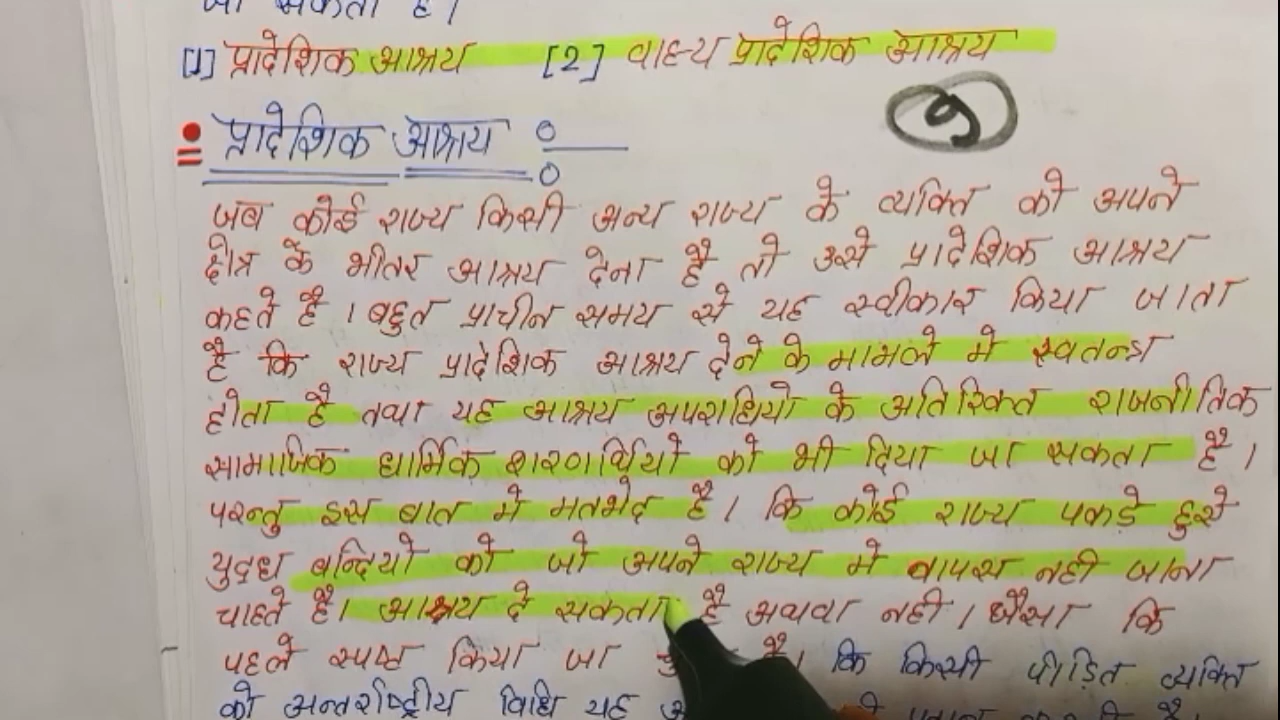 जा सकता है।
[1] प्रादेशिक आश्रय [2] वाह्य प्रादेशिक आश्रय
प्रादेशिक आश्रय
जब कोई राज्य किसी अन्य राज्य के व्यक्ति को अपने
क्षेत्र के भीतर आश्रय देना है तो उसे प्रादेशिक आश्रय
कहते है। बहुत प्राचीन समय से यह स्वीकार किया जाता
है कि राज्य प्रादेशिक आश्रय देने के मामले मे स्वतन्त्र
होता है तथा यह आश्रय अपराधियो के अतिरिक्त राजनीतिक
सामाजिक धार्मिक शरणार्थियो को भी दिया जा सकता है।
परन्तु इस बात मे मतभेद है। कि कोई राज्य पकड़े हुये
युद्ध बन्दियो को जो अपने राज्य मे वापस नही जाना
चाहते है। आश्रय दे सकता है अथवा नही। जैसा कि
पहले स्पष्ट किया जा है। कि किसी पीड़ित व्यक्ति
को अन्तर्राष्ट्रीय विधि यह